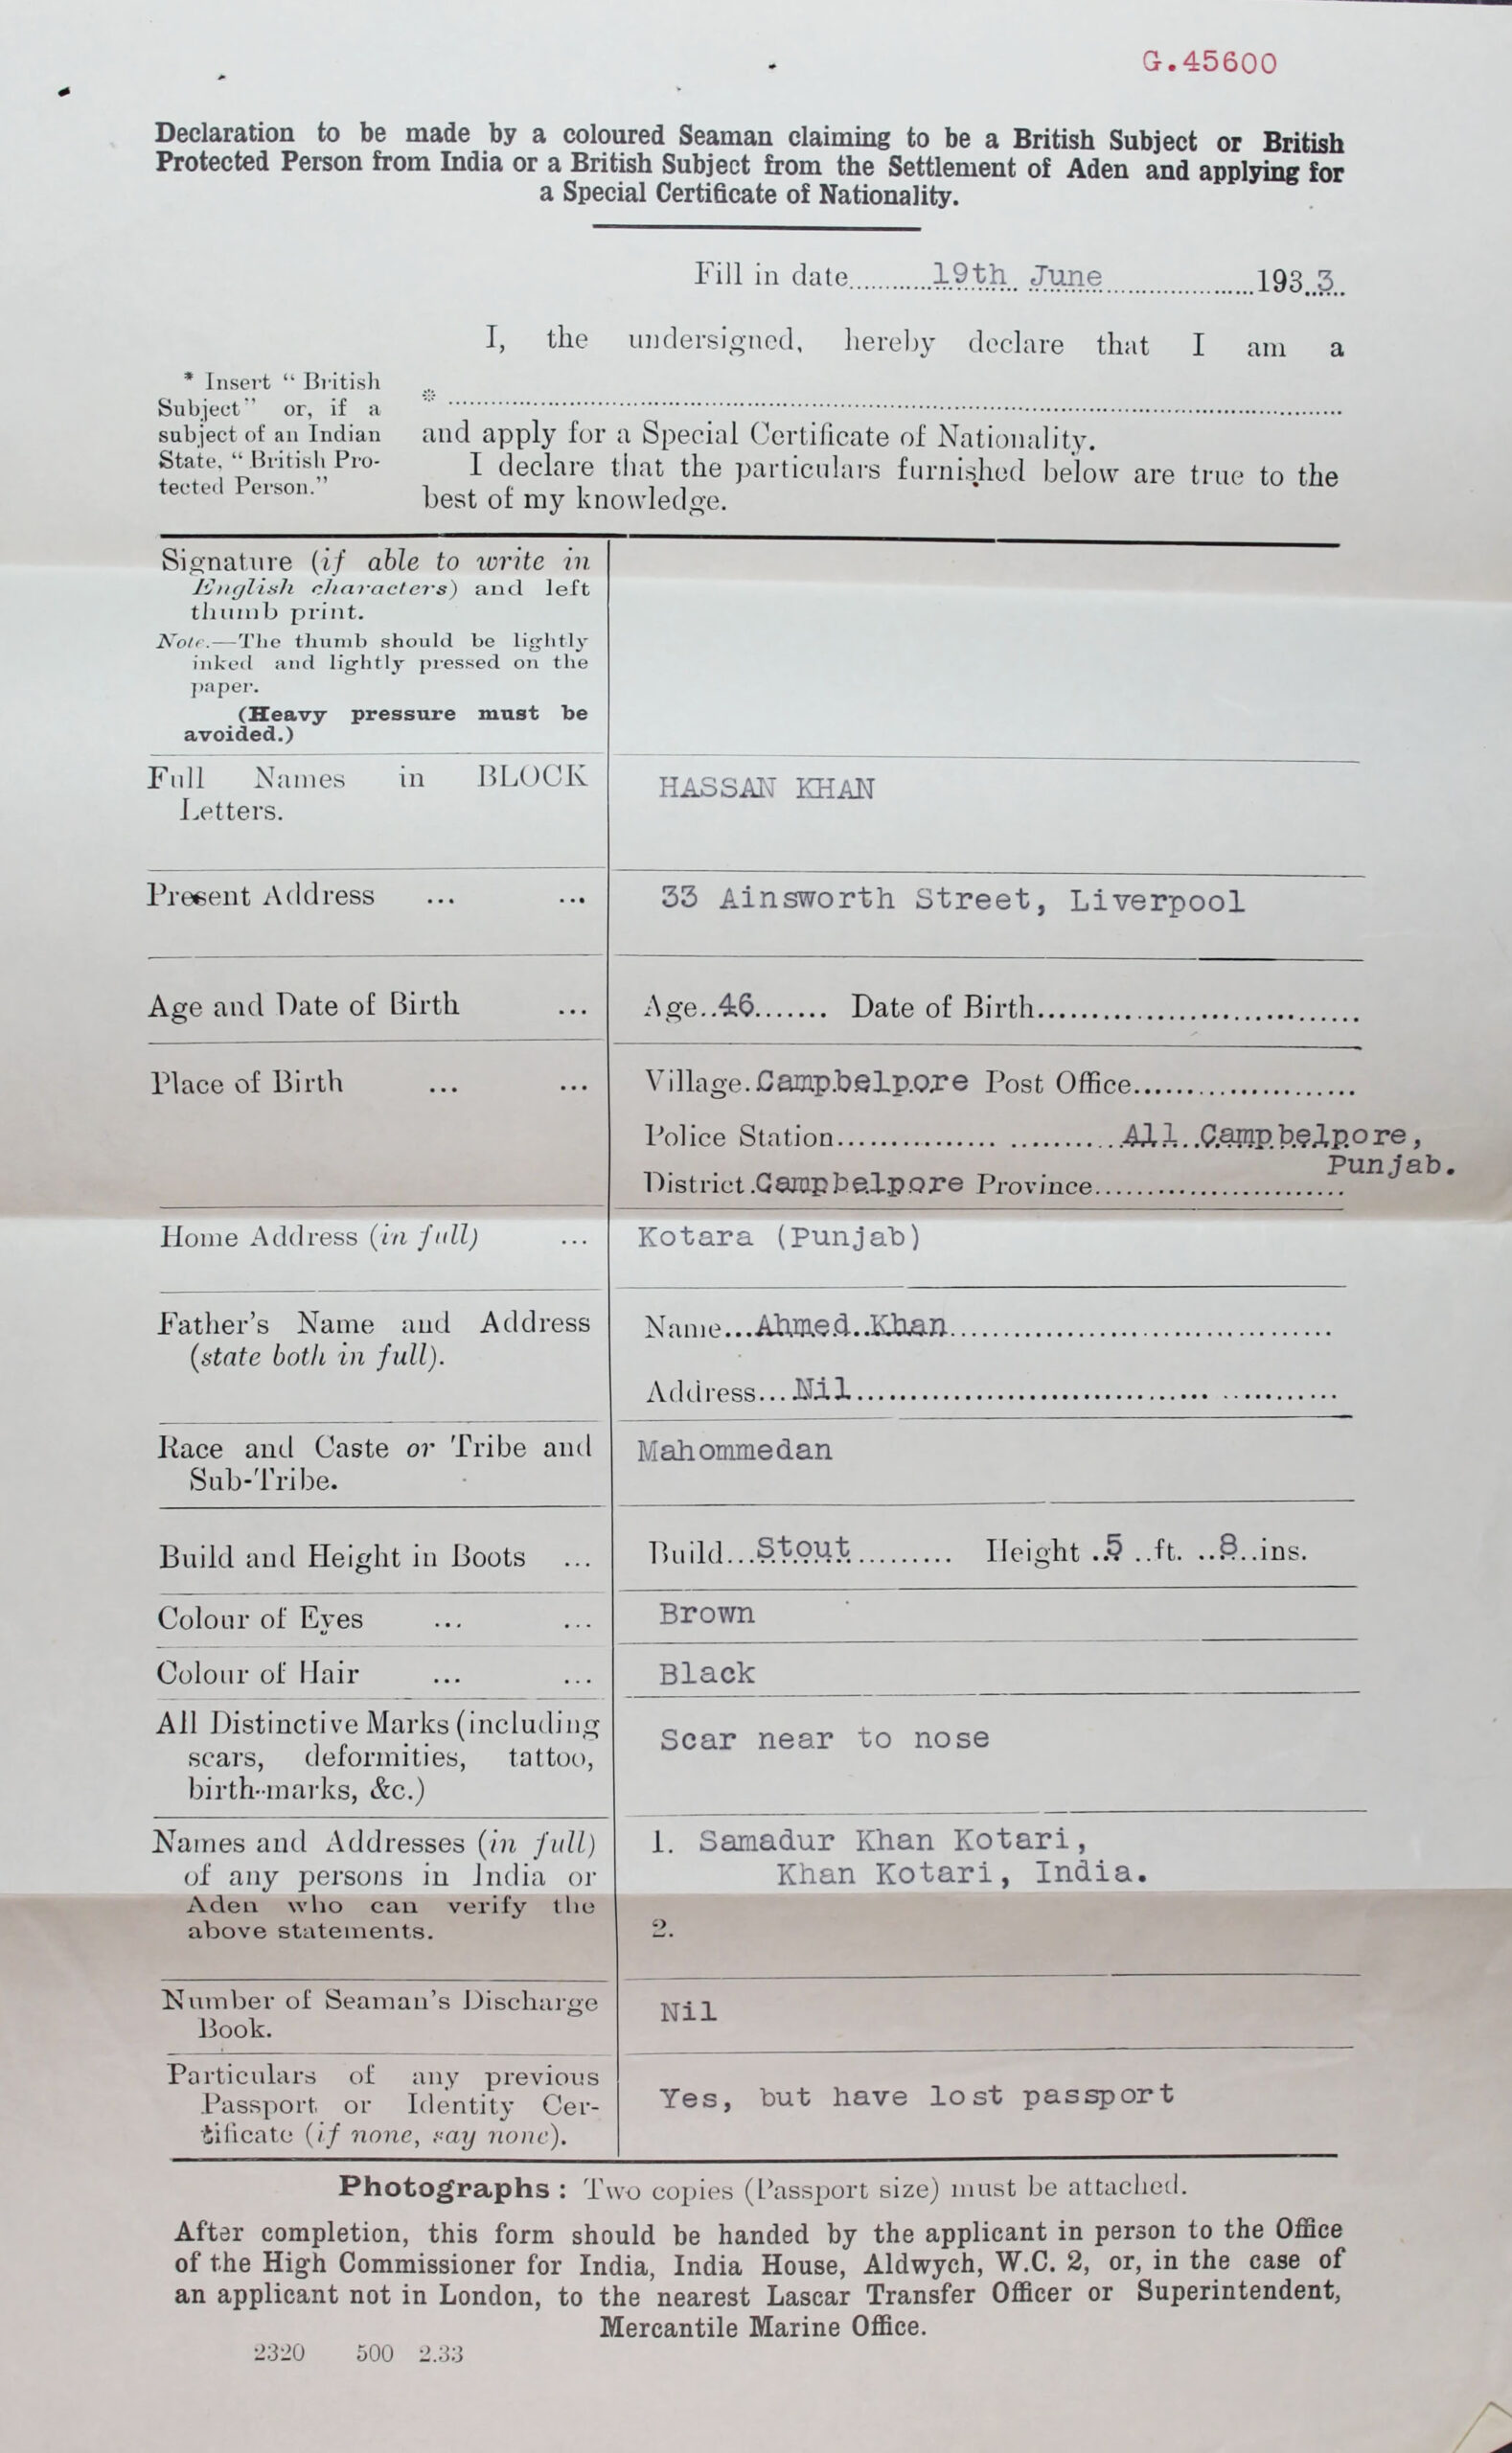 G.45600
Declaration to be made by a coloured Seaman claiming to be a British Subject or British
Protected Person from India or a British Subject from the Settlement of Aden and applying for
a Special Certificate of Nationality.
Fill in date..........19th June....................193..3..
I, the undersigned, hereby declare that I am a
* Insert “ British
Subject” or, if a
subject of an Indian
State, “ British Pro-
tected Person.”
* ....................................................................................
and apply for a Special Certificate of Nationality.
I declare that the particulars furnished below are true to the
best of my knowledge.
Signature (if able to write in
English characters) and left
thumb print.
Note.—The thumb should be lightly
inked and lightly pressed on the
paper.
(Heavy pressure must be
avoided.)
Full Names in BLOCK
Letters.
HASSAN KHAN
Present Address ... ... 33 Ainsworth Street, Liverpool
Age and Date of Birth ... Age..46....... Date of Birth..............................
Place of Birth ... ... Village.Campbelpore Post Office.....................
Police Station..........................All Campbelpore,
Punjab.
District.Campbelpore Province........................
Home Address (in full) ... Kotara (Punjab)
Father’s Name and Address
(state both in full).
Name...Ahmed..Khan....................................
Address...Nil..............................................
Race and Caste or Tribe and
Sub-Tribe.
Mahommedan
Build and Height in Boots ... Build...Stout.......... Height ..5 ..ft. ..8..ins.
Colour of Eyes ... ... Brown
Colour of Hair ... ... Black
All Distinctive Marks (including
scars, deformities, tattoo,
birth-marks, &c.)
Scar near to nose
Names and Addresses (in full)
of any persons in India or
Aden who can verify the
above statements.
1. Samadur Khan Kotari,
Khan Kotari, India.
2.
Number of Seaman’s Discharge
Book.
Nil
Particulars of any previous
Passport or Identity Cer-
tificate (if none, say none).
Yes, but have lost passport
Photographs : Two copies (Passport size) must be attached.
After completion, this form should be handed by the applicant in person to the Office
of the High Commissioner for India, India House, Aldwych, W.C. 2, or, in the case of
an applicant not in London, to the nearest Lascar Transfer Officer or Superintendent,
Mercantile Marine Office.
2320 500 2.33